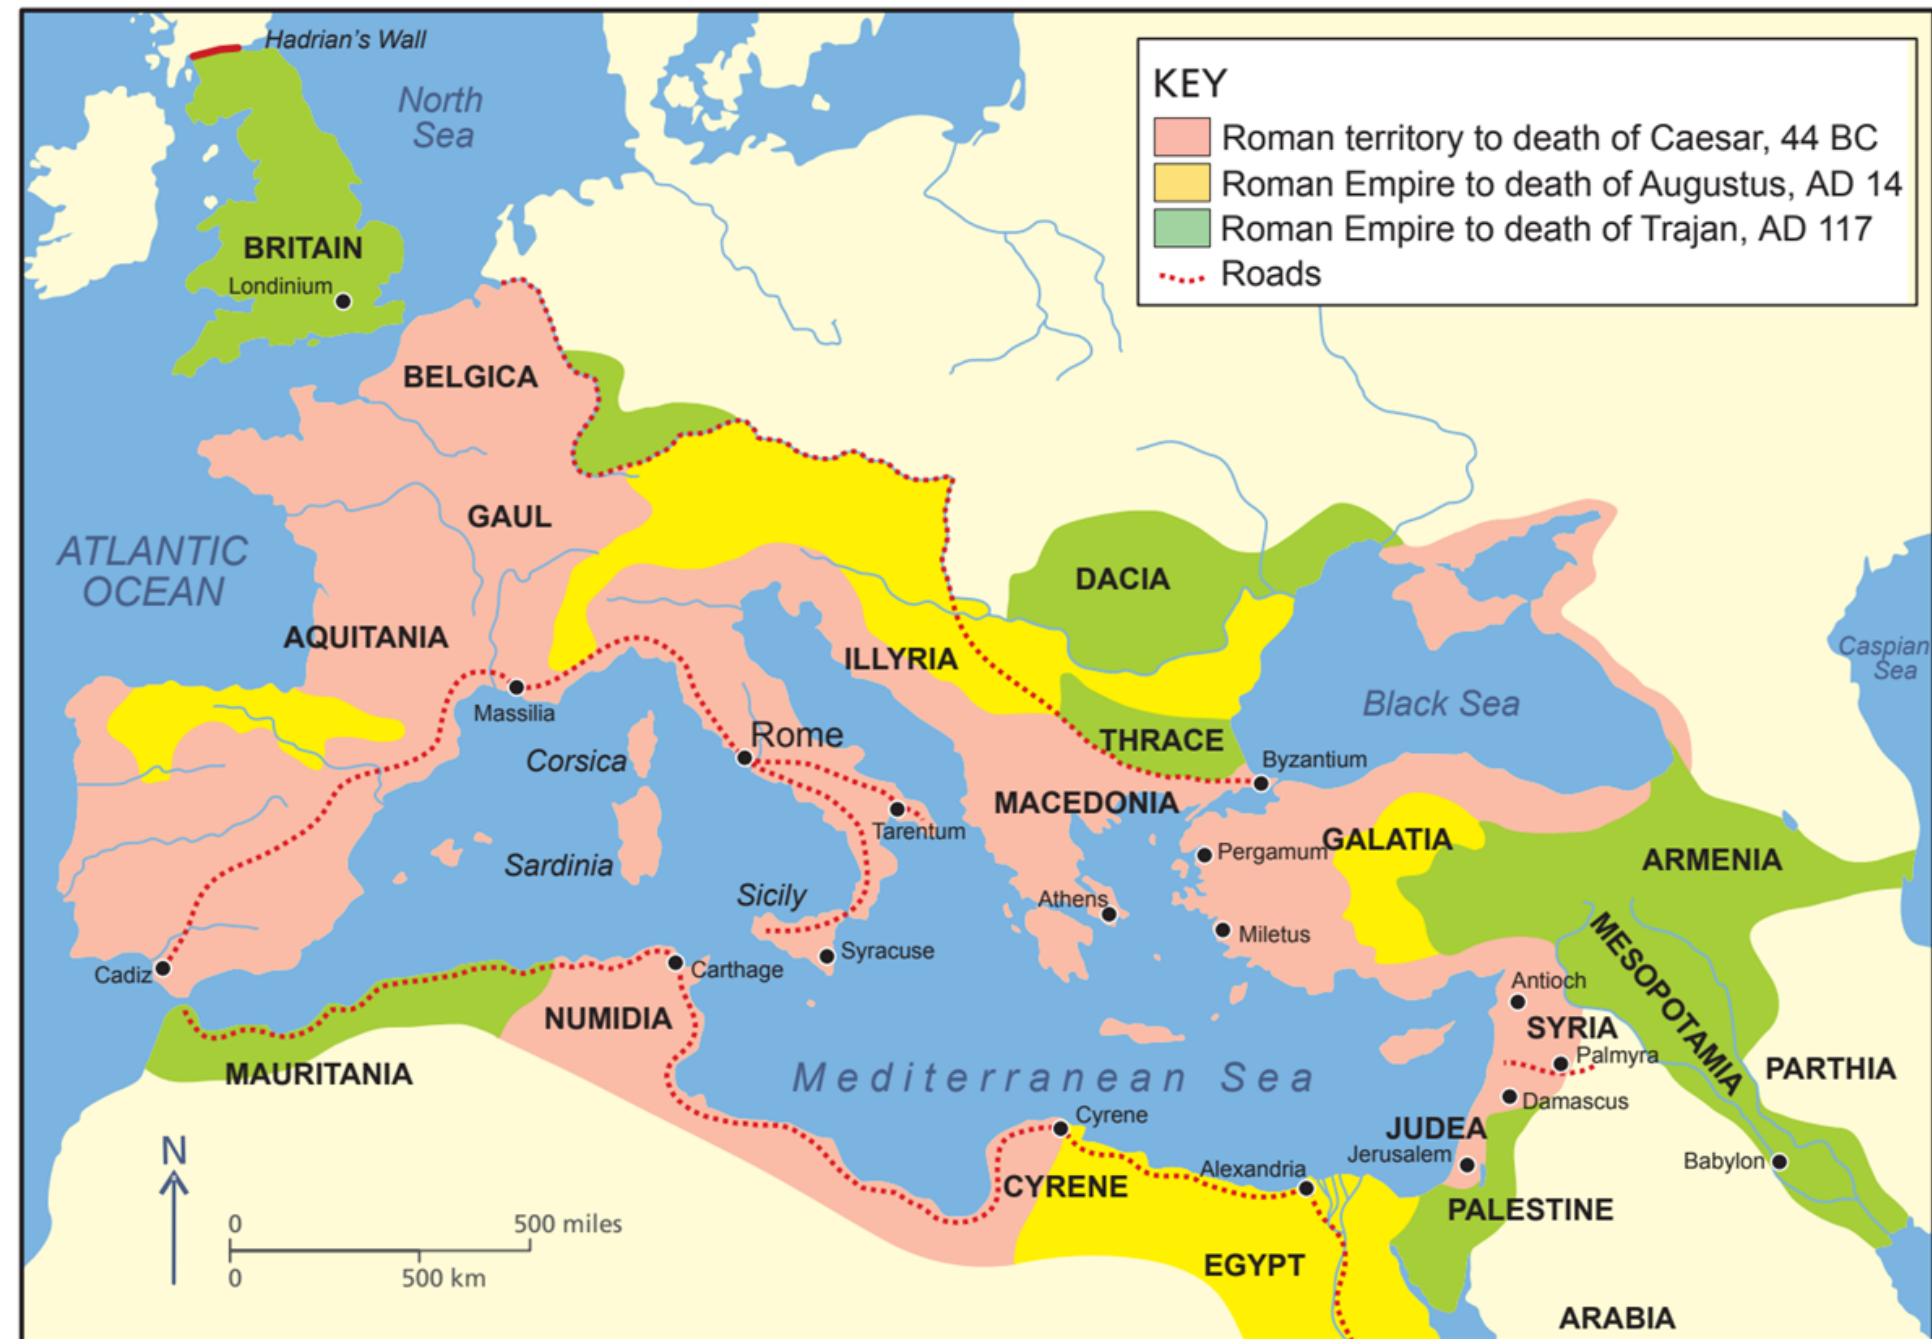 Hadrian's Wall
North
Sea
KEY
Roman territory to death of Caesar, 44 BC
Roman Empire to death of Augustus, AD 14
Roman Empire to death of Trajan, AD 117
Roads
BRITAIN
Londinium
BELGICA
GAUL
ATLANTIC
OCEAN
DACIA
AQUITANIA
ILLYRIA
Caspian
Sea
Black Sea
Massilia
Rome
Corsica
THRACE
Byzantium
MACEDONIA
Tarentum
GALATIA
Pergamum
ARMENIA
Sardinia
Sicily
Athens
Miletus
Syracuse
Cadiz
Carthage
MESOPOTAMIA
Antioch
NUMIDIA
SYRIA
Palmyra
MAURITANIA
Mediterranean Sea
PARTHIA
Damascus
Cyrene
JUDEA
Jerusalem
N
Alexandria
Babylon
CYRENE
PALESTINE
0 500 miles
EGYPT
0 500 km
ARABIA